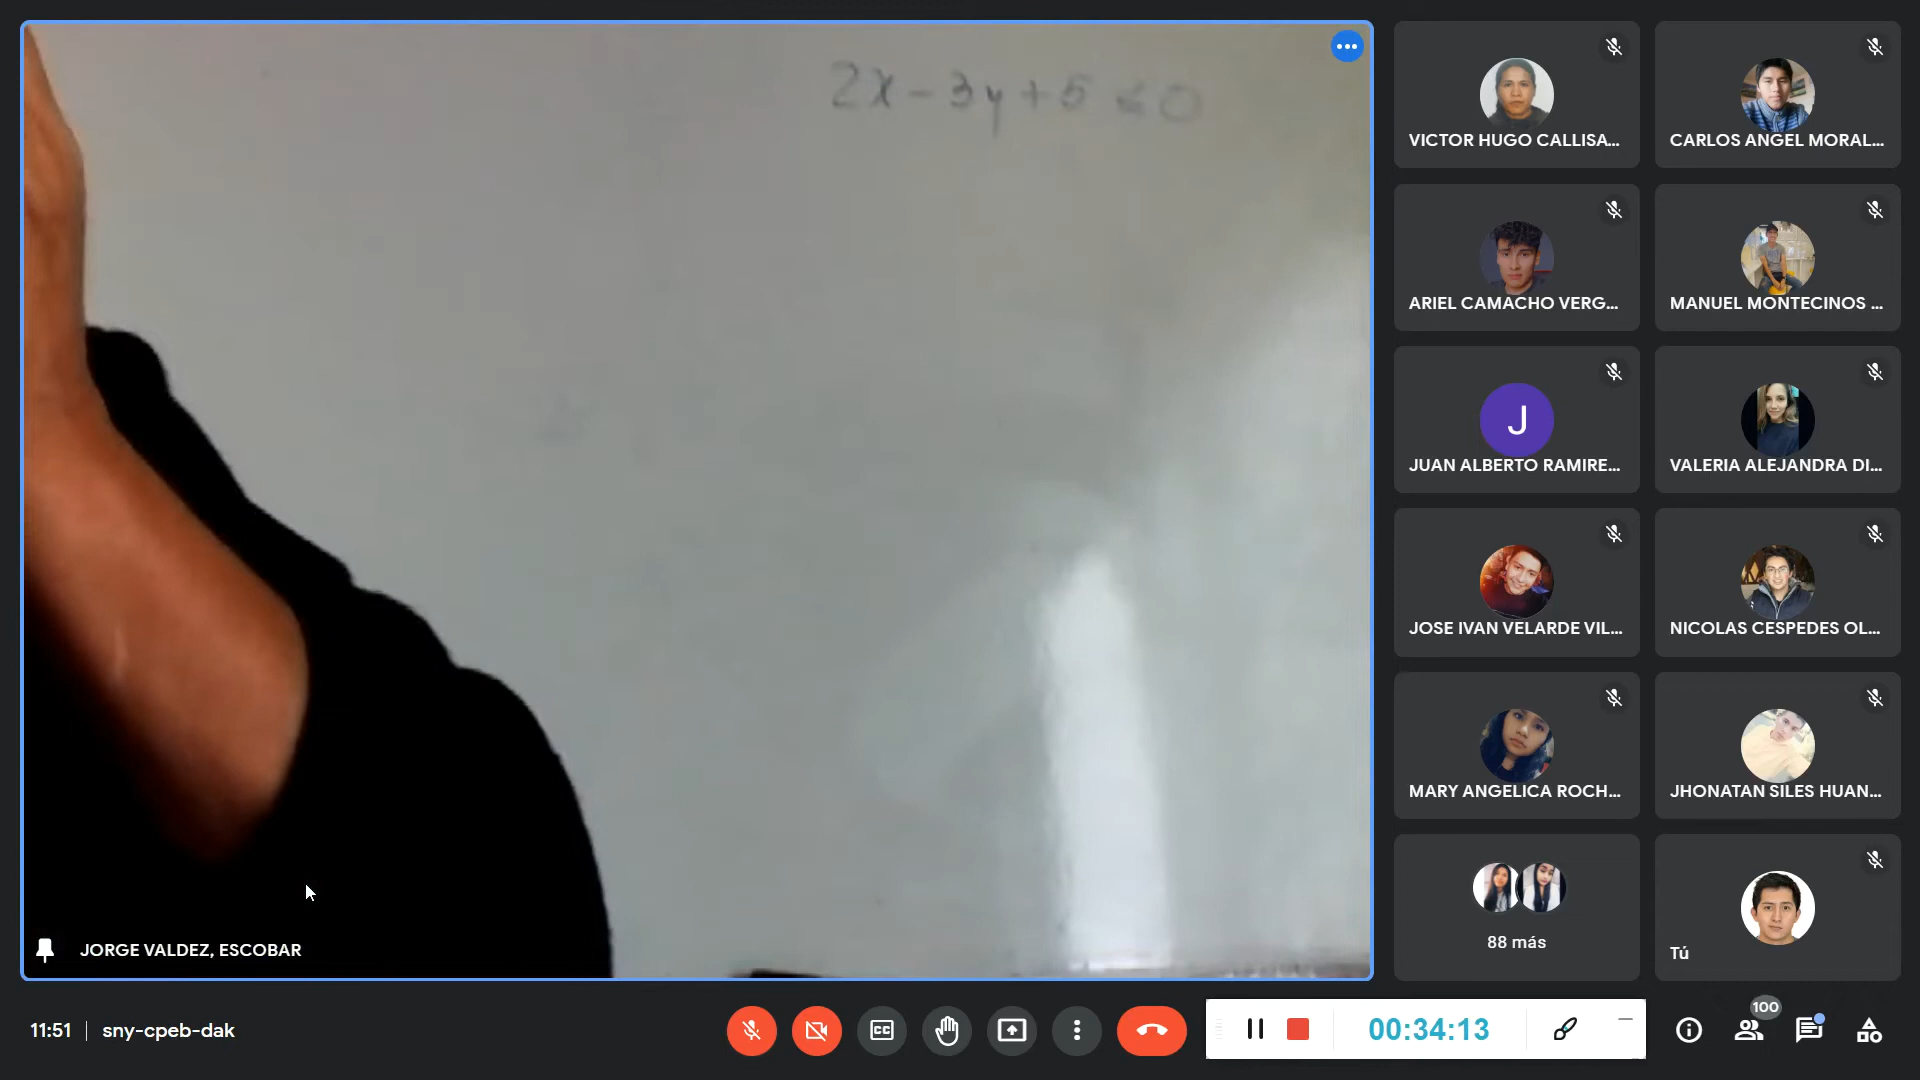 2x - 3y + 5 ≤ 0
VICTOR HUGO CALLISA...
CARLOS ANGEL MORAL...
ARIEL CAMACHO VERG...
MANUEL MONTECINOS ...
J
JUAN ALBERTO RAMIRE...
VALERIA ALEJANDRA DI...
JOSE IVAN VELARDE VIL...
NICOLAS CESPEDES OL...
MARY ANGELICA ROCH...
JHONATAN SILES HUAN...
88 más
Tú
JORGE VALDEZ, ESCOBAR
11:51 | sny-cpeb-dak
CC
00:34:13
100